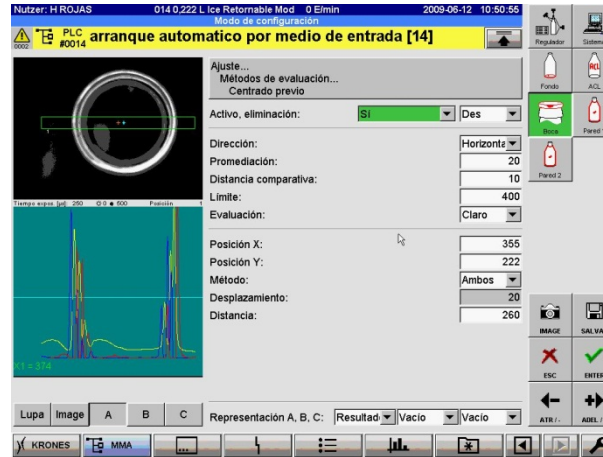 Nutzer: H ROJAS 014 0,222 L Ice Retornable Mod 0 E/min 2009-06-12 10:50:55
Modo de configuración
0002 PLC #0014 arranque autom atico por medio de entrada [14]
Regulador
Ajuste...
Métodos de evaluación...
Centrado previo
Fondo ACL
Activo, eliminación: Sí Des
Boca Pared
Dirección: Horizonta
Promediación: 20
Distancia comparativa: 10
Pared 2
Límite: 400
Tiempo expos [µs]: 250 Posición
Evaluación: Claro
Posición X: 355
Posición Y: 222
Método: Ambos
Desplazamiento: 20
Distancia: 260
IMAGE SALVA
X1 = 374
ESC ENTER
Lupa Image A B C
Representación A, B, C: Resultad Vacío Vacío
ATR / - ADEL /
KRONES MMA ...